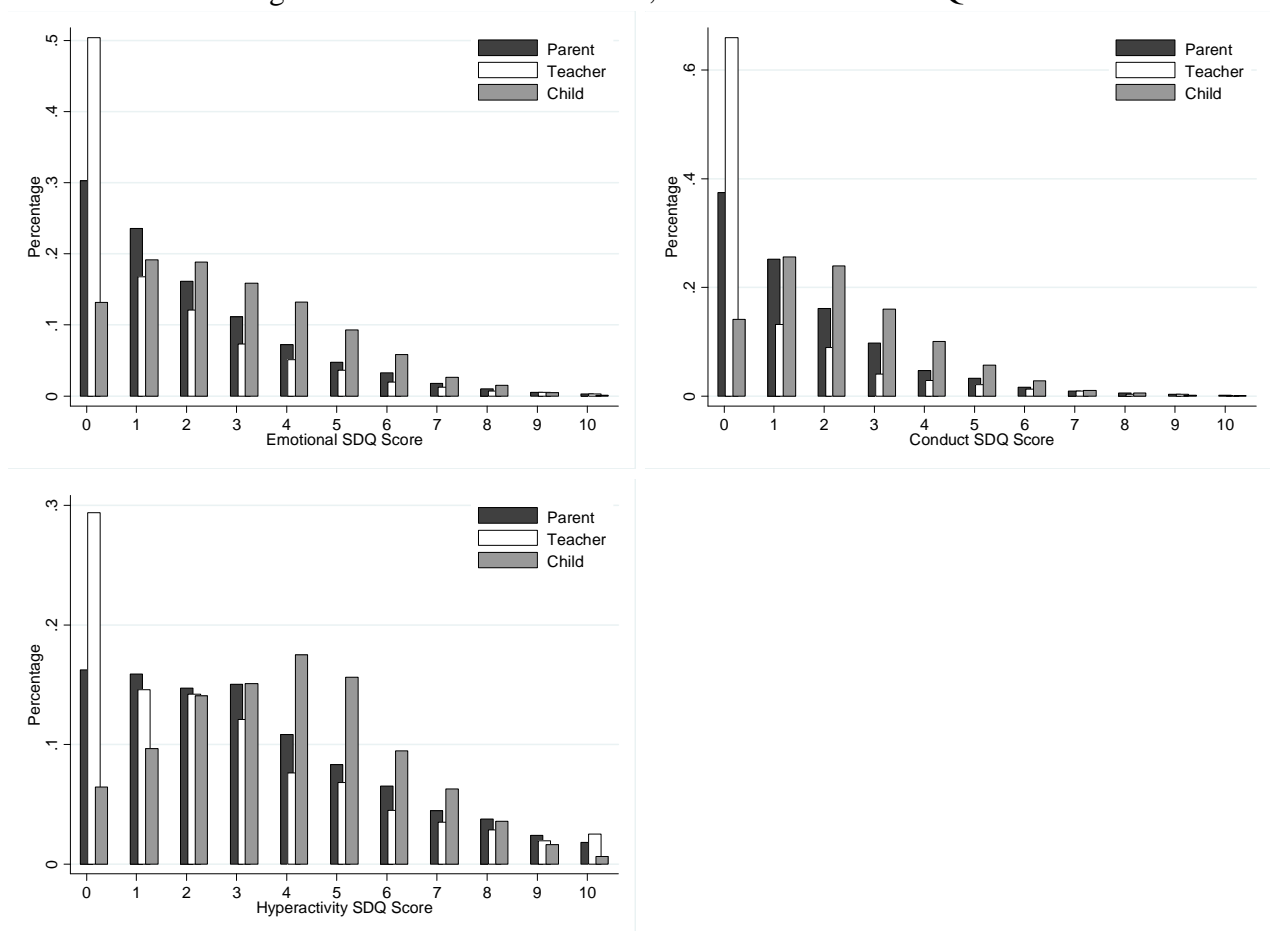 Parent
Teacher
Child
.5
.4
.3
.2
.1
0
Percentage
0 1 2 3 4 5 6 7 8 9 10
Emotional SDQ Score
Parent
Teacher
Child
.6
.4
.2
0
Percentage
0 1 2 3 4 5 6 7 8 9 10
Conduct SDQ Score
Parent
Teacher
Child
.3
.2
.1
0
Percentage
0 1 2 3 4 5 6 7 8 9 10
Hyperactivity SDQ Score